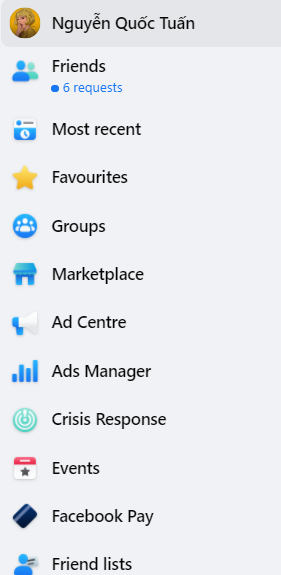 Nguyễn Quốc Tuấn
Friends
6 requests
Most recent
Favourites
Groups
Marketplace
Ad Centre
Ads Manager
Crisis Response
Events
Facebook Pay
Friend lists